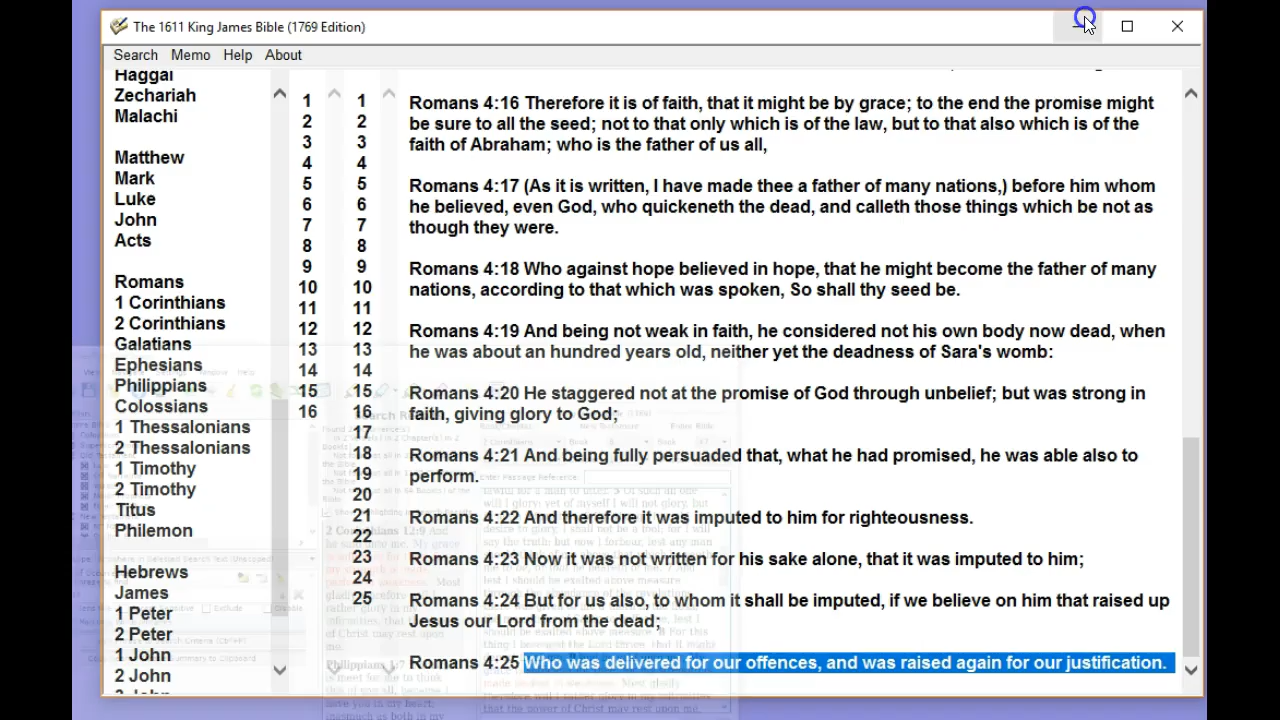 The 1611 King James Bible (1769 Edition)
Search Memo Help About
Haggai
Zechariah
Malachi
Matthew
Mark
Luke
John
Acts
Romans
1 Corinthians
2 Corinthians
Galatians
Ephesians
Philippians
Colossians
1 Thessalonians
2 Thessalonians
1 Timothy
2 Timothy
Titus
Philemon
Hebrews
James
1 Peter
2 Peter
1 John
2 John
3 John
1 1
2 2
3 3
4 4
5 5
6 6
7 7
8 8
9 9
10 10
11 11
12 12
13 13
14 14
15 15
16 16
17
18
19
20
21
22
23
24
25
Romans 4:16 Therefore it is of faith, that it might be by grace; to the end the promise might
be sure to all the seed; not to that only which is of the law, but to that also which is of the
faith of Abraham; who is the father of us all,
Romans 4:17 (As it is written, I have made thee a father of many nations,) before him whom
he believed, even God, who quickeneth the dead, and calleth those things which be not as
though they were.
Romans 4:18 Who against hope believed in hope, that he might become the father of many
nations, according to that which was spoken, So shall thy seed be.
Romans 4:19 And being not weak in faith, he considered not his own body now dead, when
he was about an hundred years old, neither yet the deadness of Sara's womb:
Romans 4:20 He staggered not at the promise of God through unbelief; but was strong in
faith, giving glory to God;
Romans 4:21 And being fully persuaded that, what he had promised, he was able also to
perform.
Romans 4:22 And therefore it was imputed to him for righteousness.
Romans 4:23 Now it was not written for his sake alone, that it was imputed to him;
Romans 4:24 But for us also, to whom it shall be imputed, if we believe on him that raised up
Jesus our Lord from the dead;
Romans 4:25 Who was delivered for our offences, and was raised again for our justification.